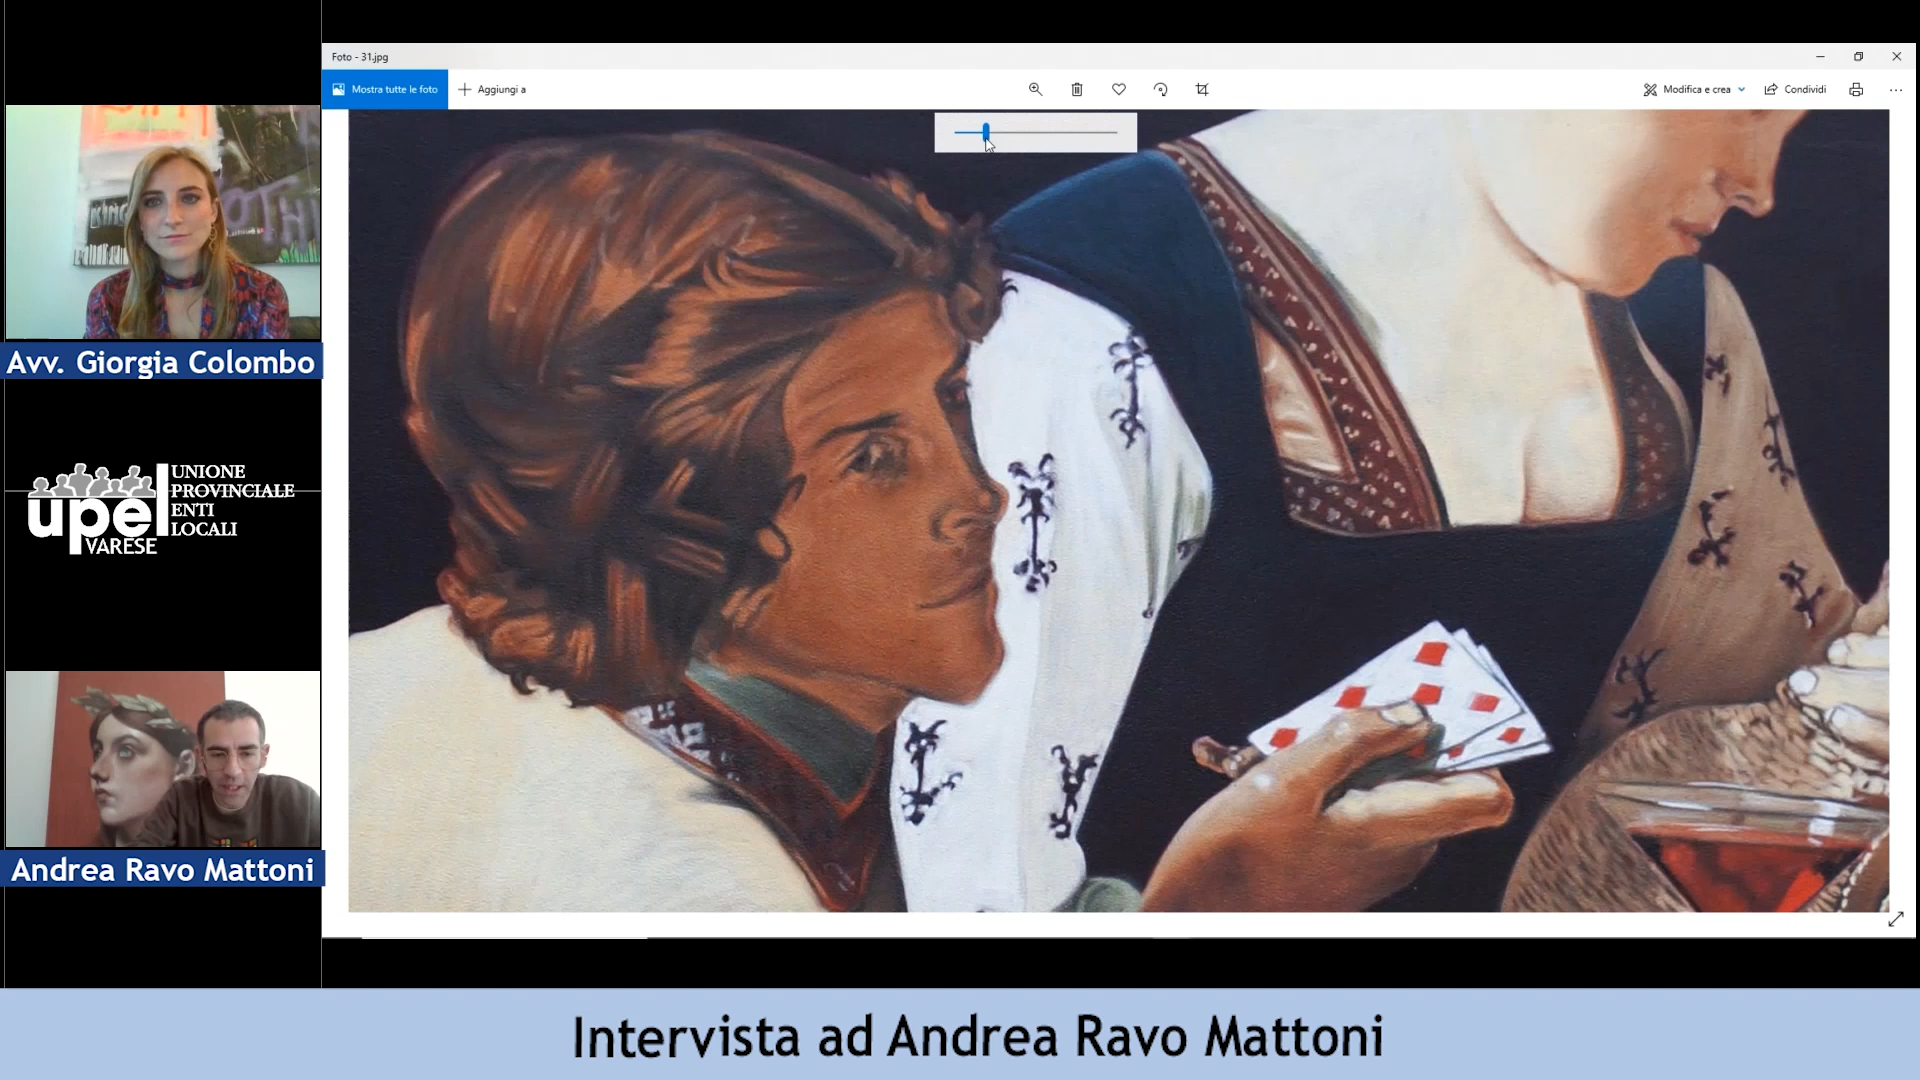 Foto - 31.jpg
Mostra tutte le foto
Aggiungi a
Modifica e crea
Condividi
Avv. Giorgia Colombo
UNIONE
PROVINCIALE
ENTI
LOCALI
upel
VARESE
Andrea Ravo Mattoni
Intervista ad Andrea Ravo Mattoni